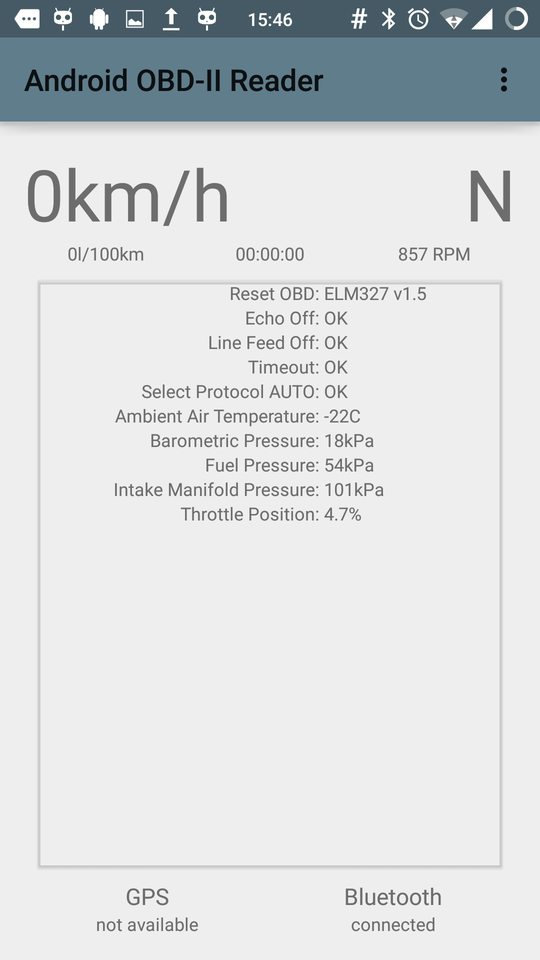 15:46
Android OBD-II Reader
0km/h N
0l/100km 00:00:00 857 RPM
Reset OBD: ELM327 v1.5
Echo Off: OK
Line Feed Off: OK
Timeout: OK
Select Protocol AUTO: OK
Ambient Air Temperature: -22C
Barometric Pressure: 18kPa
Fuel Pressure: 54kPa
Intake Manifold Pressure: 101kPa
Throttle Position: 4.7%
GPS Bluetooth
not available connected